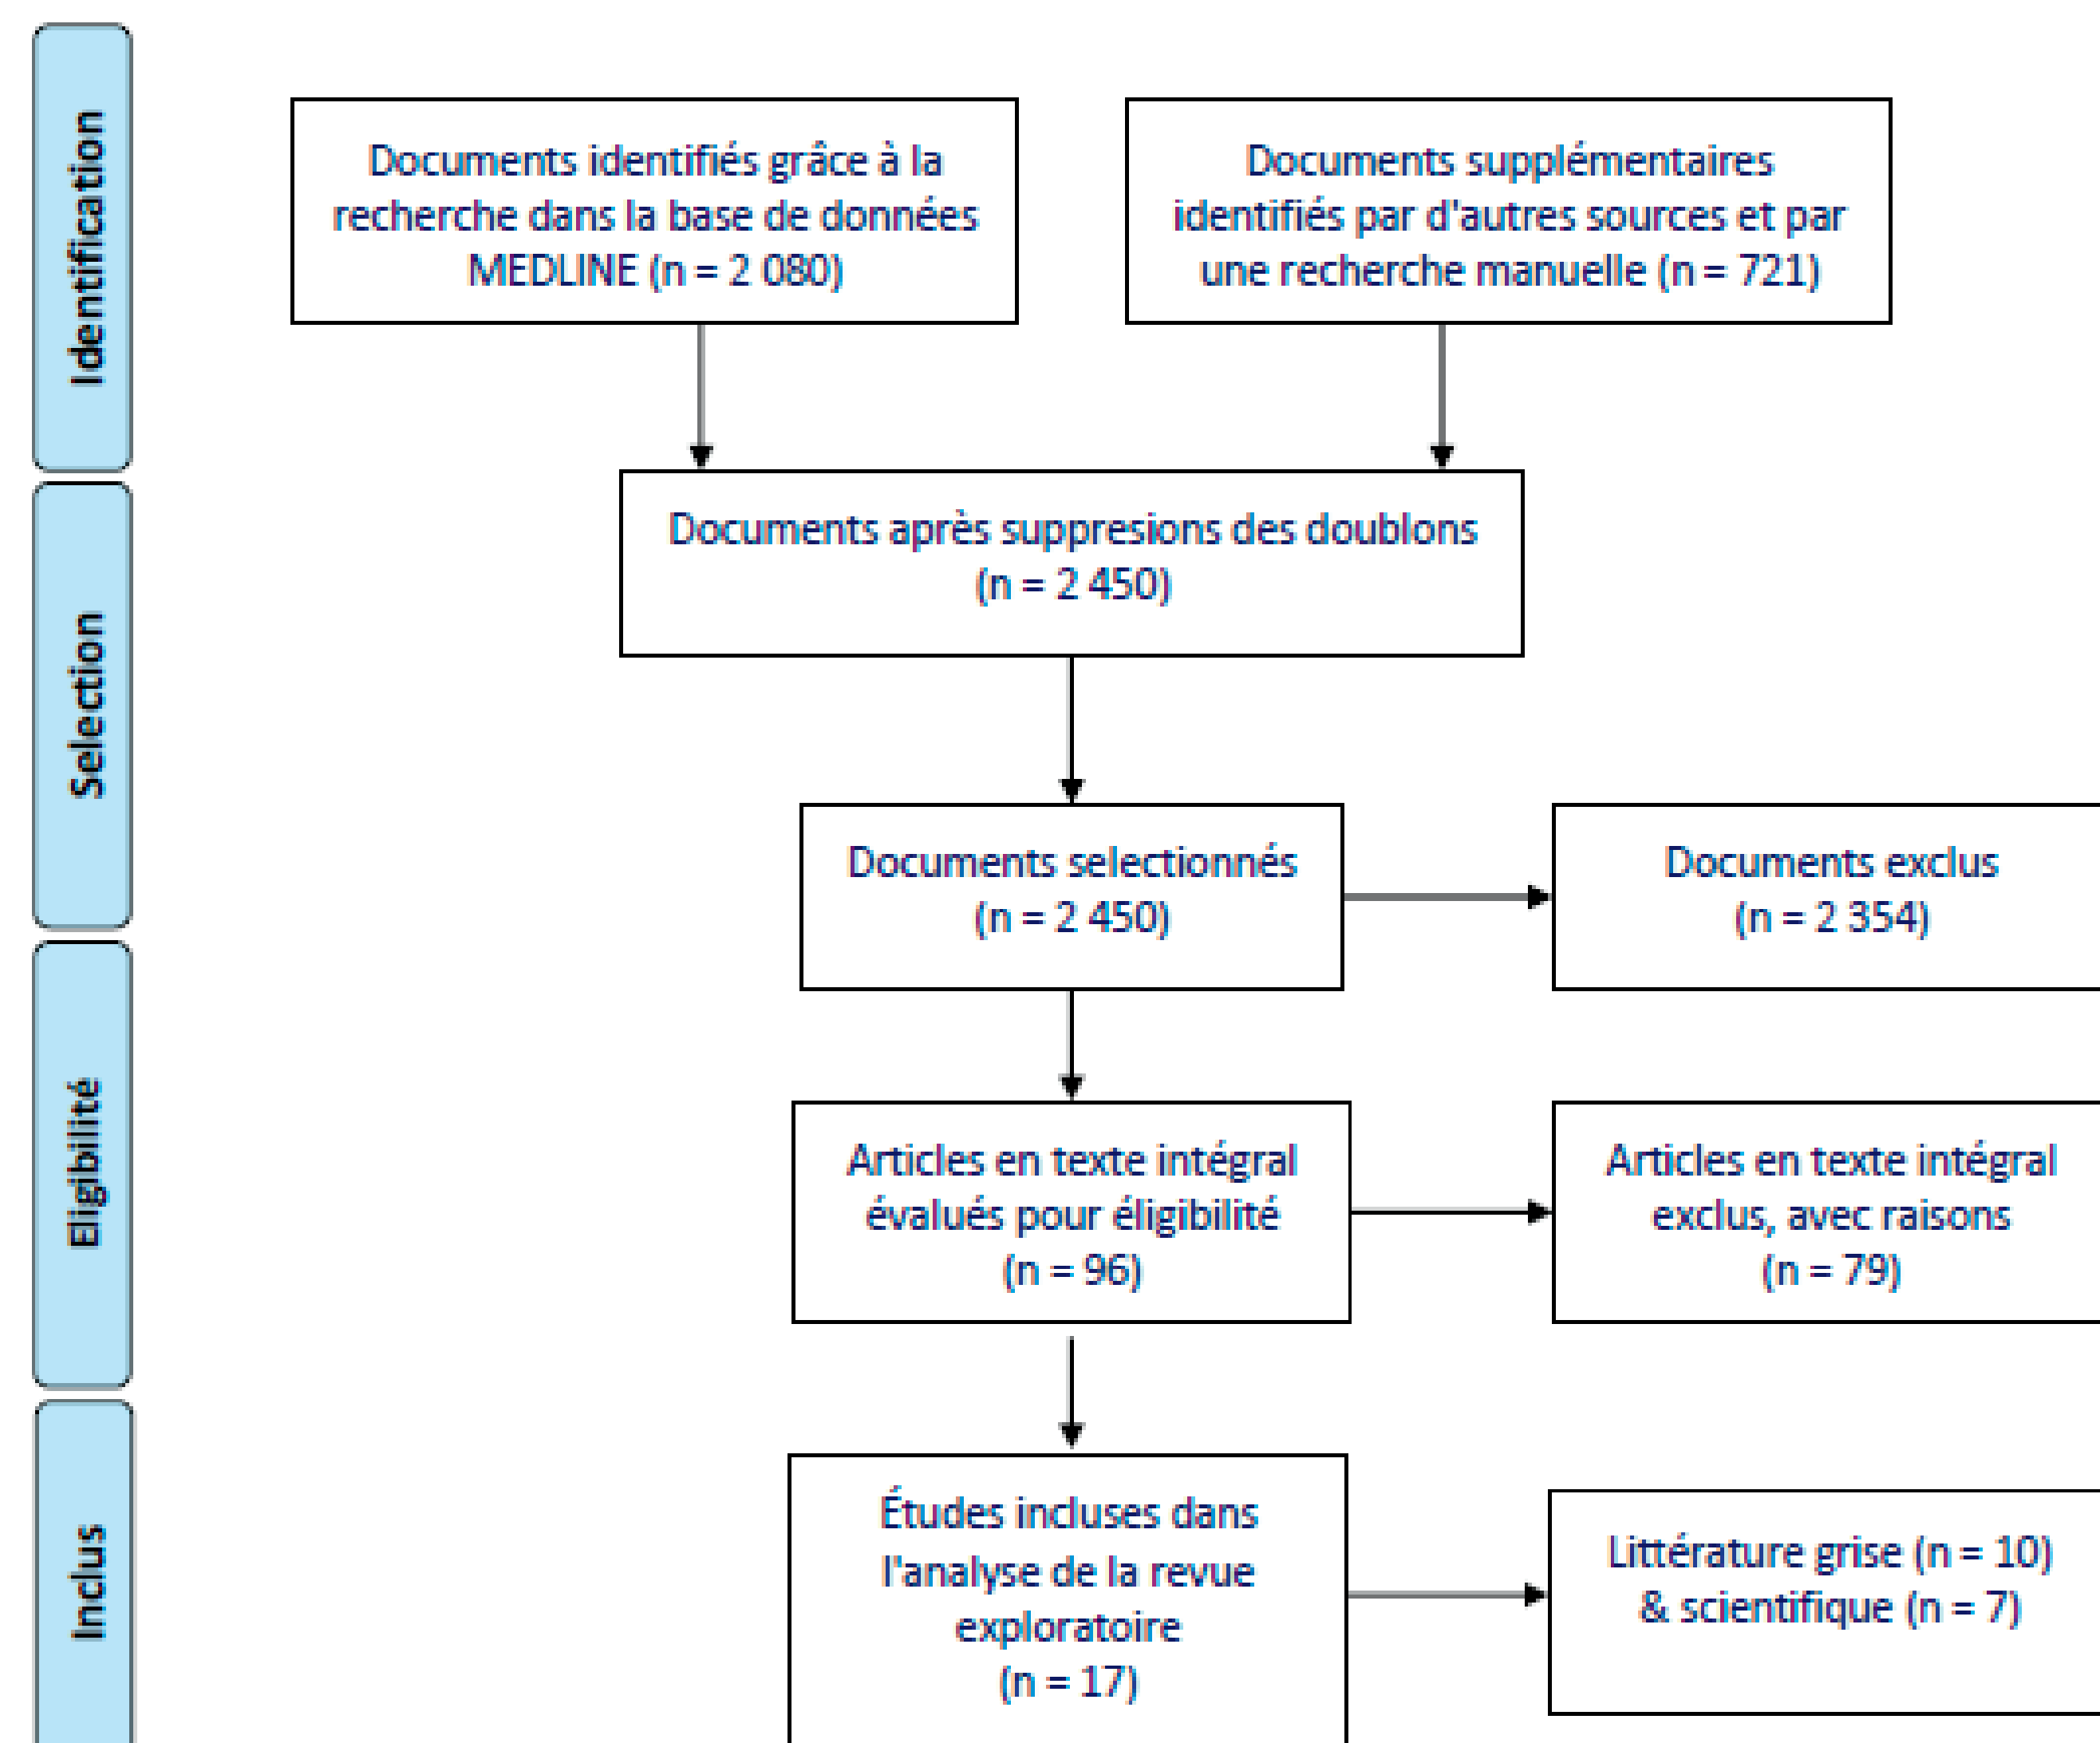 Identification
Documents identifiés grâce à la
recherche dans la base de données
MEDLINE (n = 2 080)
Documents supplémentaires
identifiés par d'autres sources et par
une recherche manuelle (n = 721)
Selection
Documents après suppresions des doublons
(n = 2 450)
Documents selectionnés
(n = 2 450)
Documents exclus
(n = 2 354)
Eligibilité
Articles en texte intégral
évalués pour éligibilité
(n = 96)
Articles en texte intégral
exclus, avec raisons
(n = 79)
Inclus
Études incluses dans
l'analyse de la revue
exploratoire
(n = 17)
Littérature grise (n = 10)
& scientifique (n = 7)